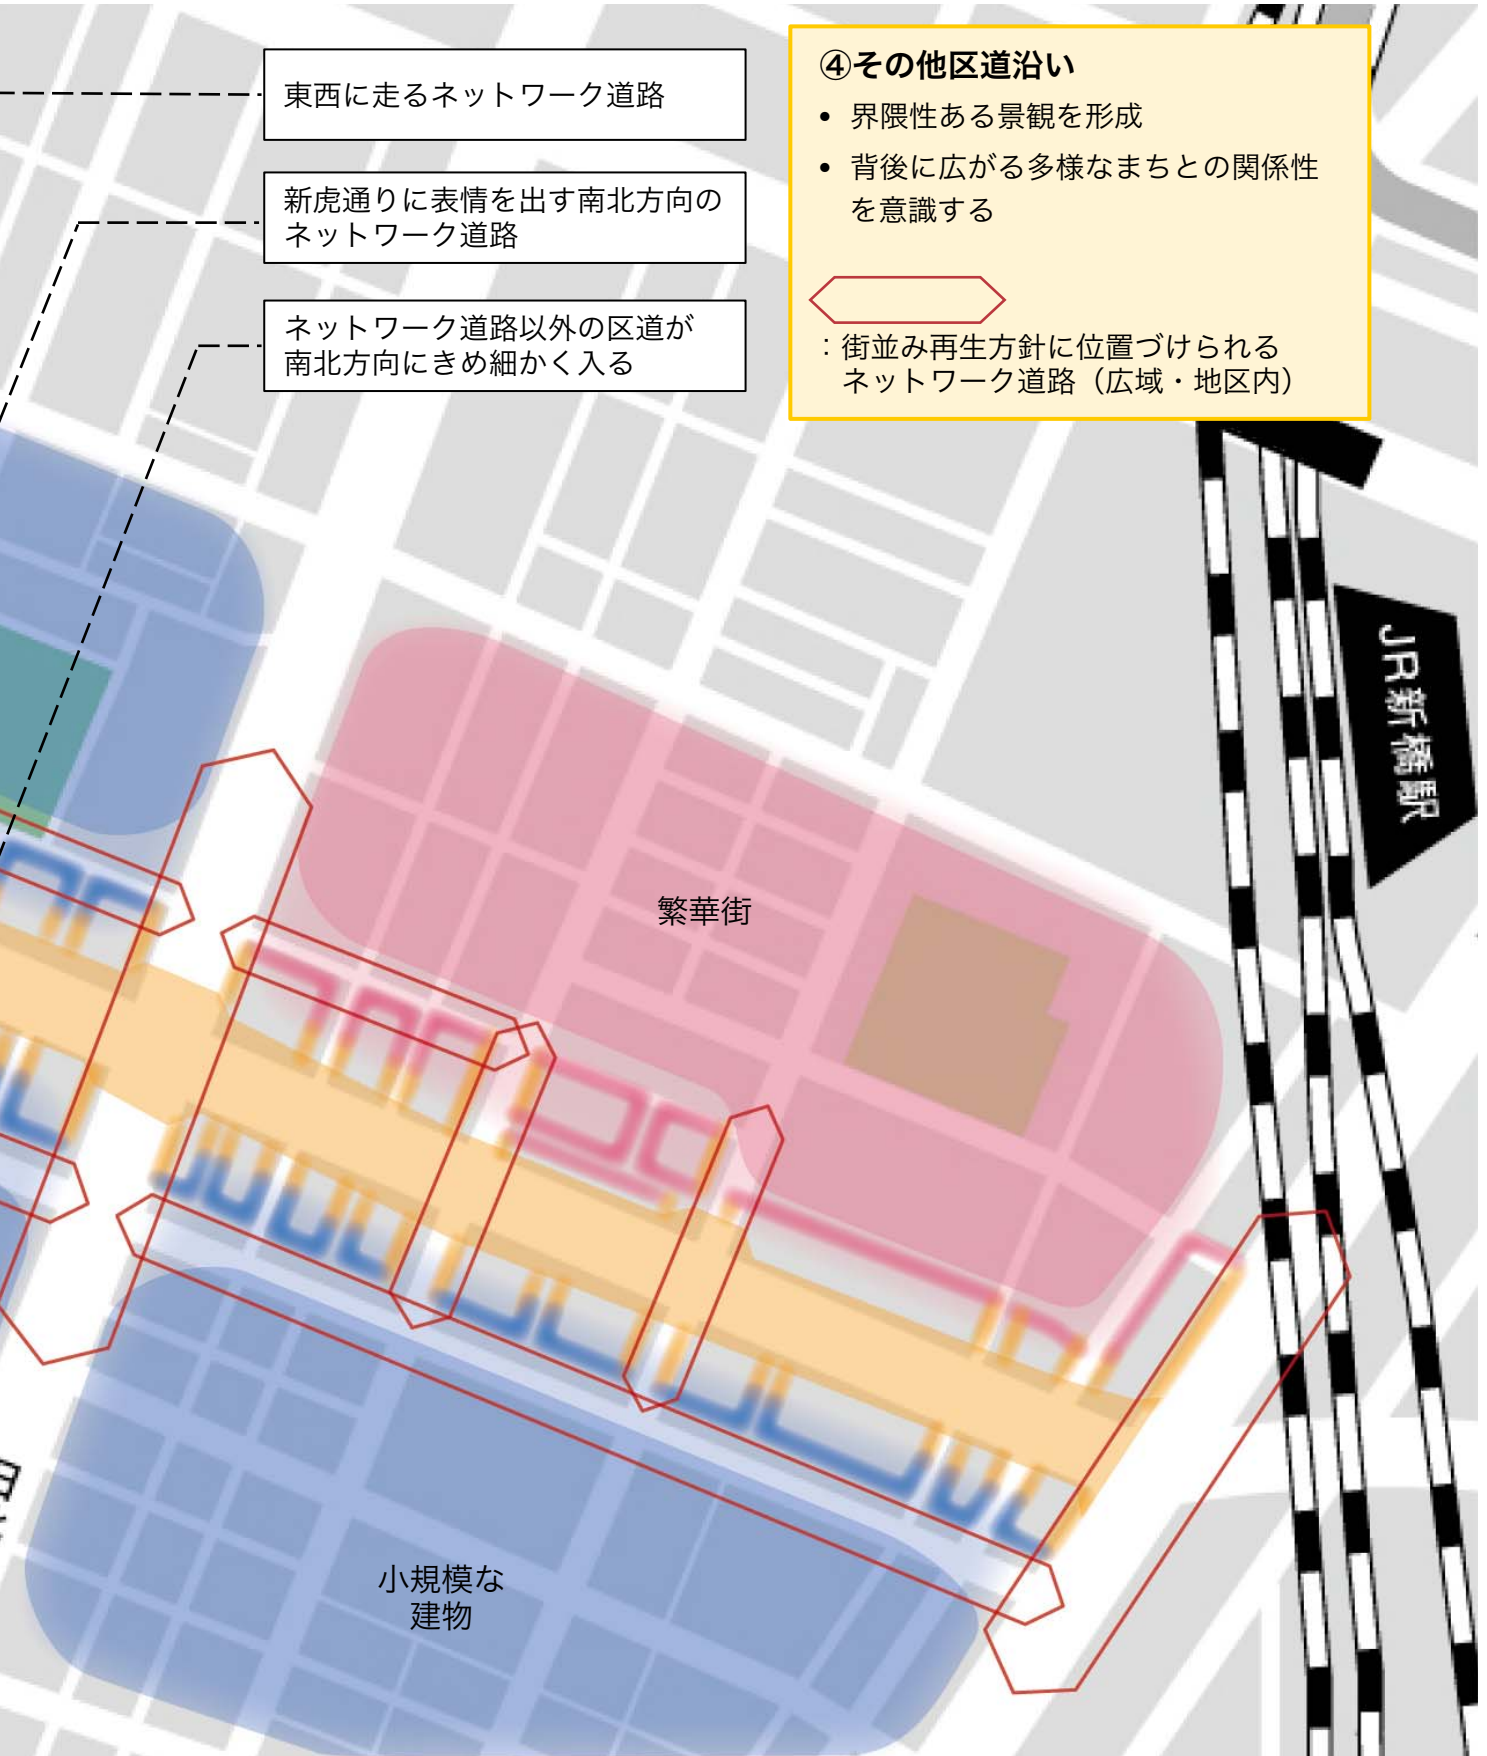 東西に走るネットワーク道路
新虎通りに表情を出す南北方向の
ネットワーク道路
ネットワーク道路以外の区道が
南北方向にきめ細かく入る
④その他区道沿い
• 界隈性ある景観を形成
• 背後に広がる多様なまちとの関係性
を意識する
：街並み再生方針に位置づけられる
ネットワーク道路（広域・地区内）
JR新橋駅
繁華街
小規模な
建物